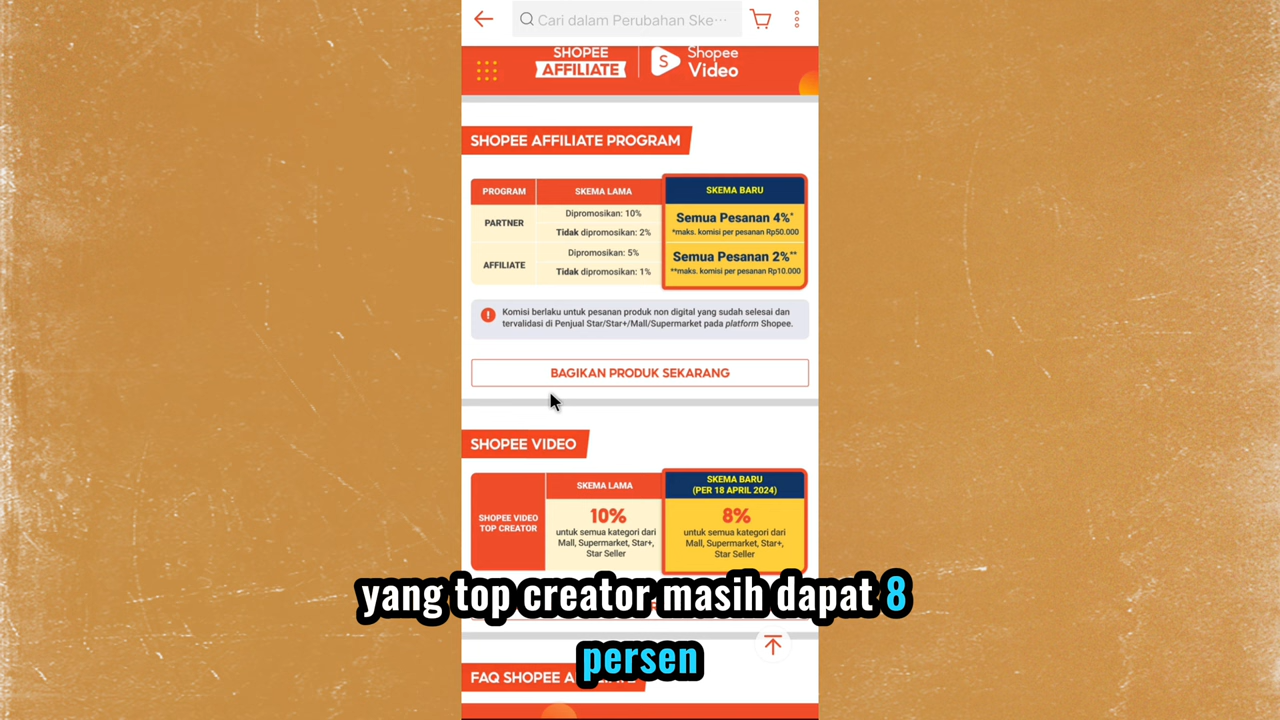 Cari dalam Perubahan Ske...
SHOPEE
AFFILIATE
S
Shopee
Video
SHOPEE AFFILIATE PROGRAM
PROGRAM
SKEMA LAMA
SKEMA BARU
PARTNER
Dipromosikan: 10%
Tidak dipromosikan: 2%
Semua Pesanan 4%*
*maks. komisi per pesanan Rp50.000
AFFILIATE
Dipromosikan: 5%
Tidak dipromosikan: 1%
Semua Pesanan 2%**
**maks. komisi per pesanan Rp10.000
Komisi berlaku untuk pesanan produk non digital yang sudah selesai dan
tervalidasi di Penjual Star/Star+/Mall/Supermarket pada platform Shopee.
BAGIKAN PRODUK SEKARANG
SHOPEE VIDEO
SKEMA LAMA
SKEMA BARU
(PER 18 APRIL 2024)
SHOPEE VIDEO
TOP CREATOR
10%
untuk semua kategori dari
Mall, Supermarket, Star+,
Star Seller
8%
untuk semua kategori dari
Mall, Supermarket, Star+,
Star Seller
yang top creator masih dapat 8
persen
FAQ SHOPEE